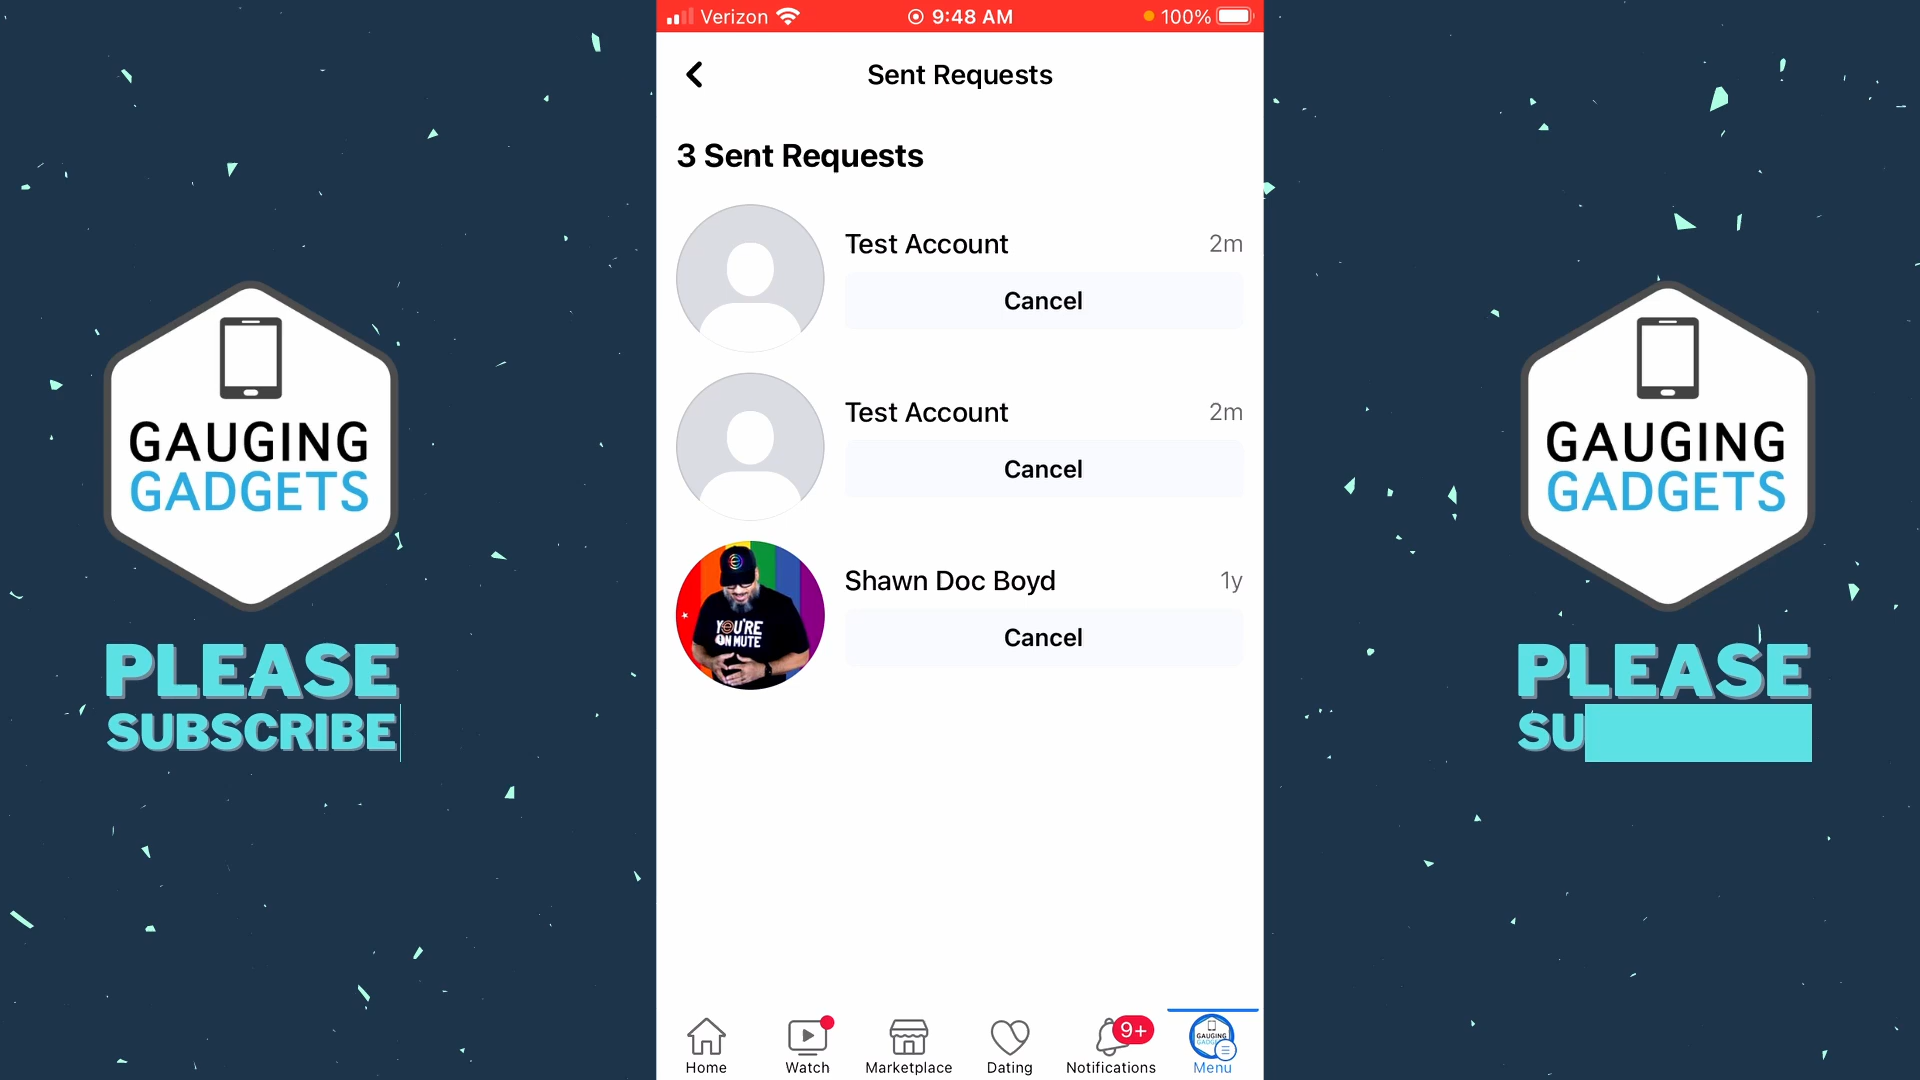 Verizon 9:48 AM 100%
Sent Requests
3 Sent Requests
Test Account 2m
Cancel
Test Account 2m
Cancel
Shawn Doc Boyd 1y
Cancel
YOU'RE
ON MUTE
Home
Watch
Marketplace
Dating
9+
Notifications
Menu
GAUGING
GADGETS
PLEASE
SUBSCRIBE
GAUGING
GADGETS
PLEASE
SU